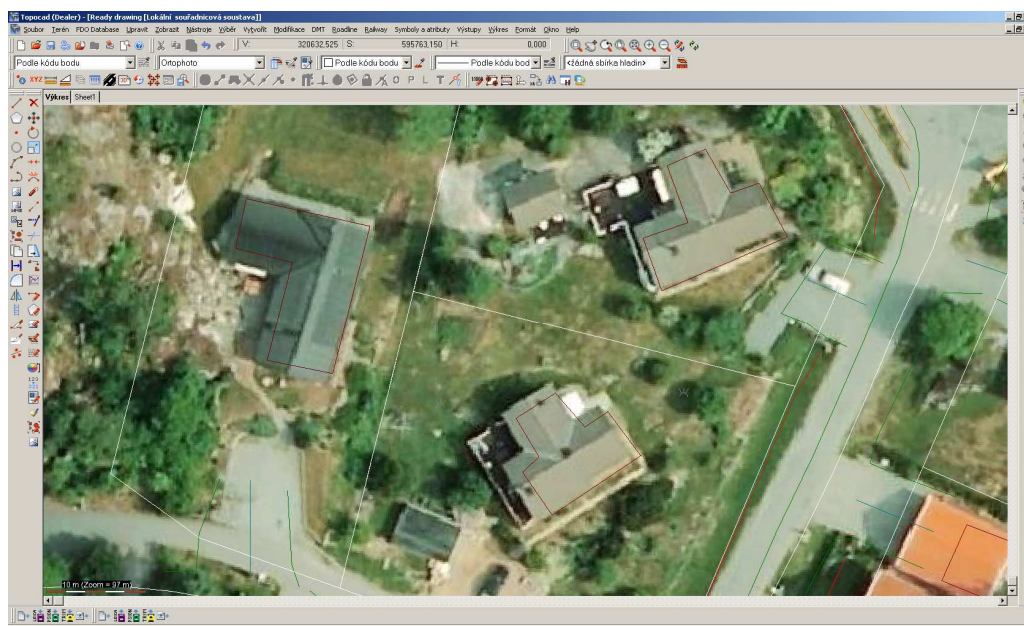 Topocad (Dealer) - [Ready drawing [Lokální souřadnicová soustava]]
Soubor Terén FDO Database Upravit Zobrazit Nástroje Výběr Vytvořit Modifikace DMT Roadline Railway Symboly a atributy Výstupy Výkres Formát Okno Help
V: 320632.525 S: 595763.150 H: 0.000
Podle kódu bodu Ortophoto Podle kódu bodu Podle kódu bod <žádná sbírka hladin>
XYZ O P L T
Výkres Sheet1
123
10 m (Zoom = 97 m)